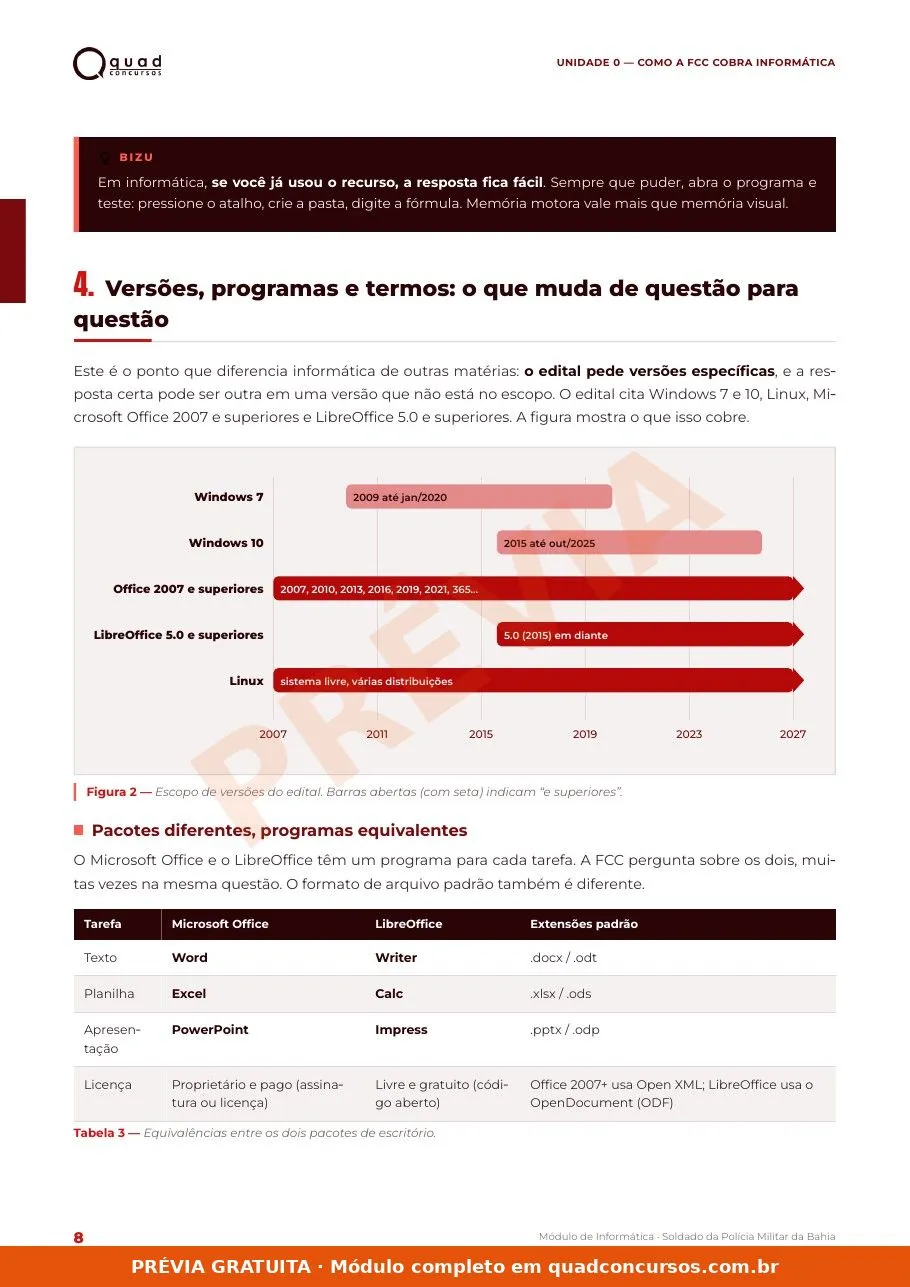 quad
concursos
UNIDADE 0 — COMO A FCC COBRA INFORMÁTICA
BIZU
Em informática, se você já usou o recurso, a resposta fica fácil. Sempre que puder, abra o programa e
teste: pressione o atalho, crie a pasta, digite a fórmula. Memória motora vale mais que memória visual.
4. Versões, programas e termos: o que muda de questão para
questão
Este é o ponto que diferencia informática de outras matérias: o edital pede versões específicas, e a res-
posta certa pode ser outra em uma versão que não está no escopo. O edital cita Windows 7 e 10, Linux, Mi-
crosoft Office 2007 e superiores e LibreOffice 5.0 e superiores. A figura mostra o que isso cobre.
Windows 7 2009 até jan/2020
Windows 10 2015 até out/2025
Office 2007 e superiores 2007, 2010, 2013, 2016, 2019, 2021, 365...
LibreOffice 5.0 e superiores 5.0 (2015) em diante
Linux sistema livre, várias distribuições
2007 2011 2015 2019 2023 2027
PRÉVIA
Figura 2 — Escopo de versões do edital. Barras abertas (com seta) indicam “e superiores”.
Pacotes diferentes, programas equivalentes
O Microsoft Office e o LibreOffice têm um programa para cada tarefa. A FCC pergunta sobre os dois, mui-
tas vezes na mesma questão. O formato de arquivo padrão também é diferente.
Tarefa Microsoft Office LibreOffice Extensões padrão
Texto Word Writer .docx / .odt
Planilha Excel Calc .xlsx / .ods
Apresen- PowerPoint Impress .pptx / .odp
tação
Licença Proprietário e pago (assina- Livre e gratuito (códi- Office 2007+ usa Open XML; LibreOffice usa o
tura ou licença) go aberto) OpenDocument (ODF)
Tabela 3 — Equivalências entre os dois pacotes de escritório.
8 Módulo de Informática · Soldado da Polícia Militar da Bahia
PRÉVIA GRATUITA · Módulo completo em quadconcursos.com.br